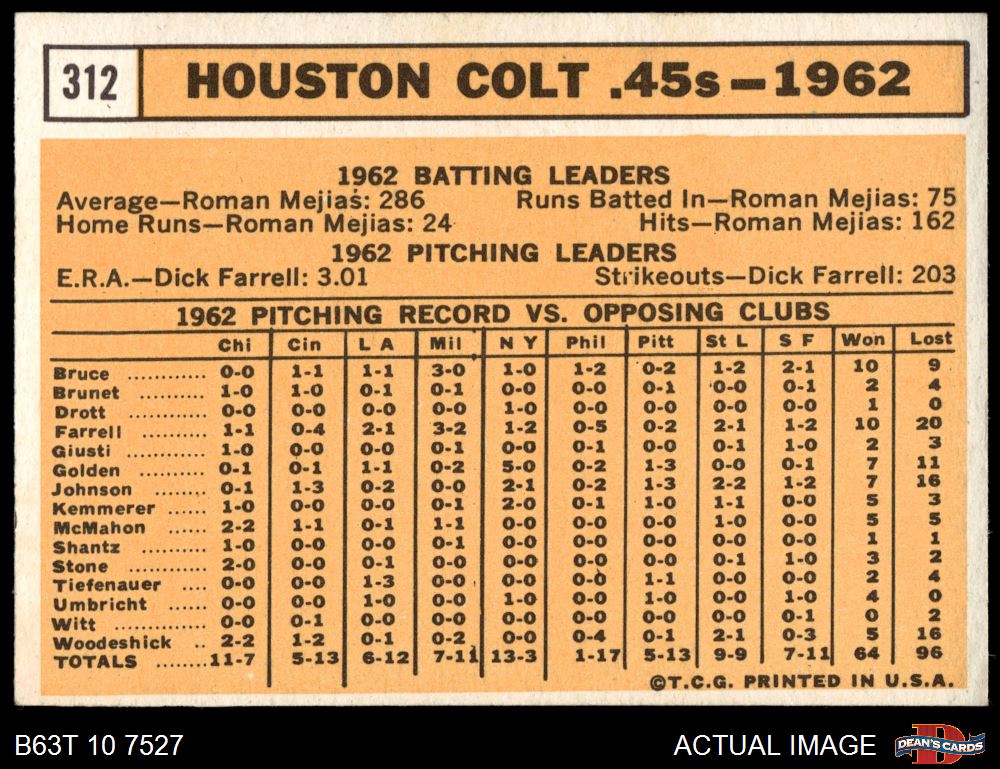 312 HOUSTON COLT .45s—1962
1962 BATTING LEADERS
Average—Roman Mejias: 286 Runs Batted In—Roman Mejias: 75
Home Runs—Roman Mejias: 24 Hits—Roman Mejias: 162
1962 PITCHING LEADERS
E.R.A.—Dick Farrell: 3.01 Strikeouts—Dick Farrell: 203
1962 PITCHING RECORD VS. OPPOSING CLUBS
Chi Cin L A Mil N Y Phil Pitt St L S F Won Lost
Bruce ............ 0-0 1-1 1-1 3-0 1-0 1-2 0-2 1-2 2-1 10 9
Brunet .......... 1-0 1-0 0-1 0-1 0-0 0-0 0-1 0-0 0-1 2 4
Drott ............ 0-0 0-0 0-0 0-0 1-0 0-0 0-0 0-0 0-0 1 0
Farrell .......... 1-1 0-4 2-1 3-2 1-2 0-5 0-2 2-1 1-2 10 20
Giusti ........... 1-0 0-0 0-0 0-1 0-0 0-0 0-0 0-1 1-0 2 3
Golden .......... 0-1 0-1 1-1 0-2 5-0 0-2 1-3 0-0 0-1 7 11
Johnson ........ 0-1 1-3 0-2 0-0 2-1 0-2 1-3 2-2 1-2 7 16
Kemmerer ...... 1-0 0-0 0-0 0-1 2-0 0-1 1-0 1-1 0-0 5 3
McMahon ...... 2-2 1-1 0-1 1-1 0-0 0-0 0-0 1-0 0-0 5 5
Shantz .......... 1-0 0-0 0-0 0-1 0-0 0-0 0-0 0-0 0-0 1 1
Stone ............ 2-0 0-0 0-1 0-0 0-0 0-0 0-0 0-1 1-0 3 2
Tiefenauer .... 0-0 0-0 1-3 0-0 0-0 0-0 1-1 0-0 0-0 2 4
Umbricht ...... 0-0 0-0 1-0 0-0 1-0 0-0 1-0 0-0 1-0 4 0
Witt .............. 0-0 0-1 0-0 0-0 0-0 0-0 0-0 0-0 0-1 0 2
Woodeshick .. 2-2 1-2 0-1 0-2 0-0 0-4 0-1 2-1 0-3 5 16
TOTALS ........ 11-7 5-13 6-12 7-11 13-3 1-17 5-13 9-9 7-11 64 96
©T.C.G. PRINTED IN U.S.A.
B63T 10 7527 ACTUAL IMAGE D DEAN'S CARDS